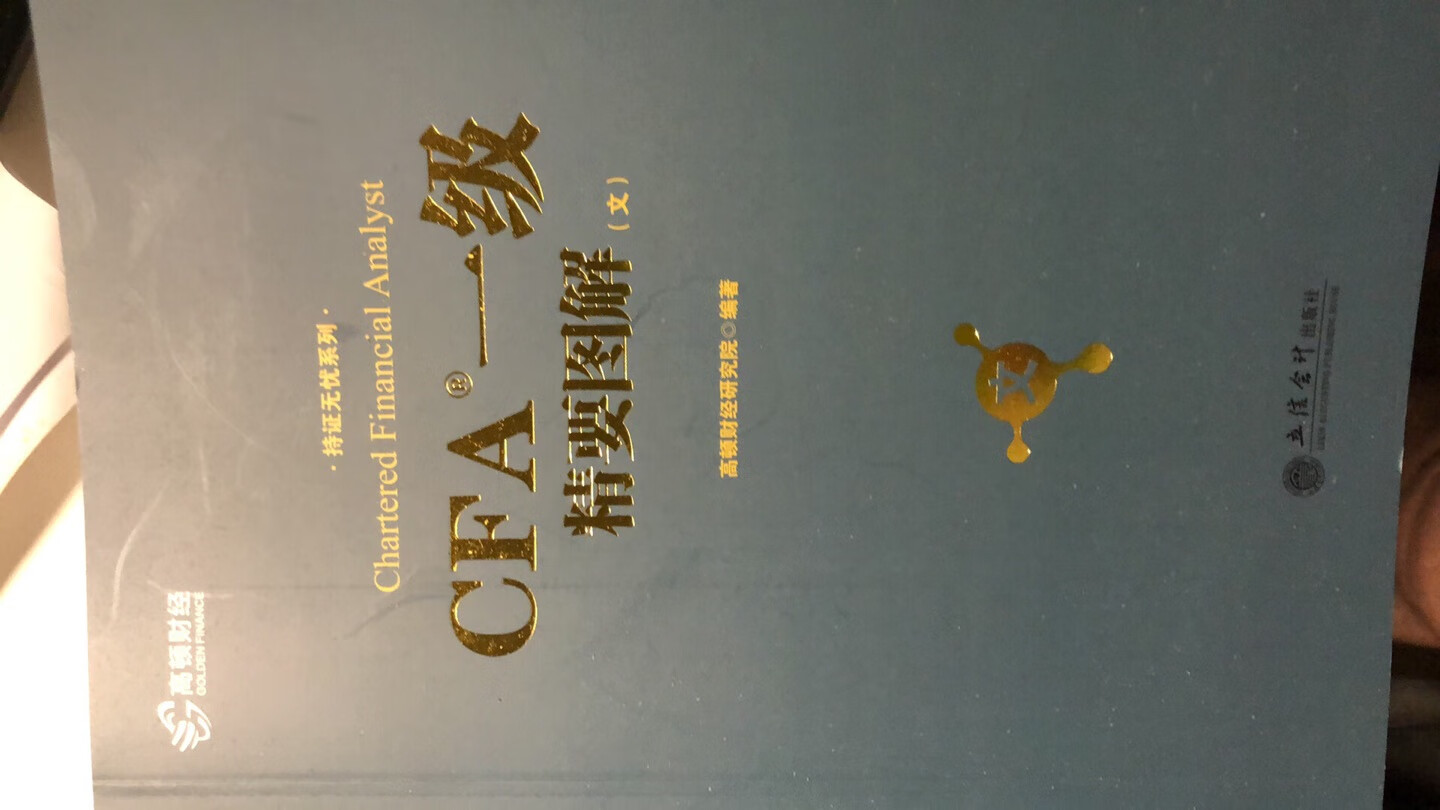 高顿财经
GOLDEN FINANCE
·持证无忧系列·
Chartered Financial Analyst
CFA®一级
精要图解
（文）
高顿财经研究院◎编著
文
立信会计出版社